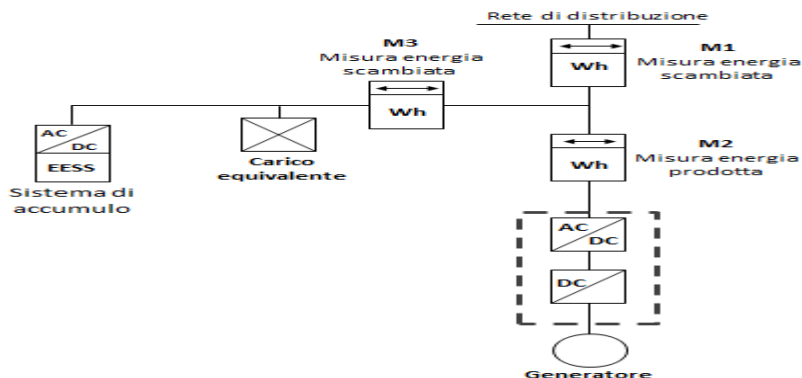 Rete di distribuzione
M3
Misura energia
scambiata
Wh
M1
Misura energia
scambiata
Wh
AC
DC
EESS
Sistema di
accumulo
Carico
equivalente
M2
Misura energia
prodotta
Wh
AC
DC
DC
Generatore